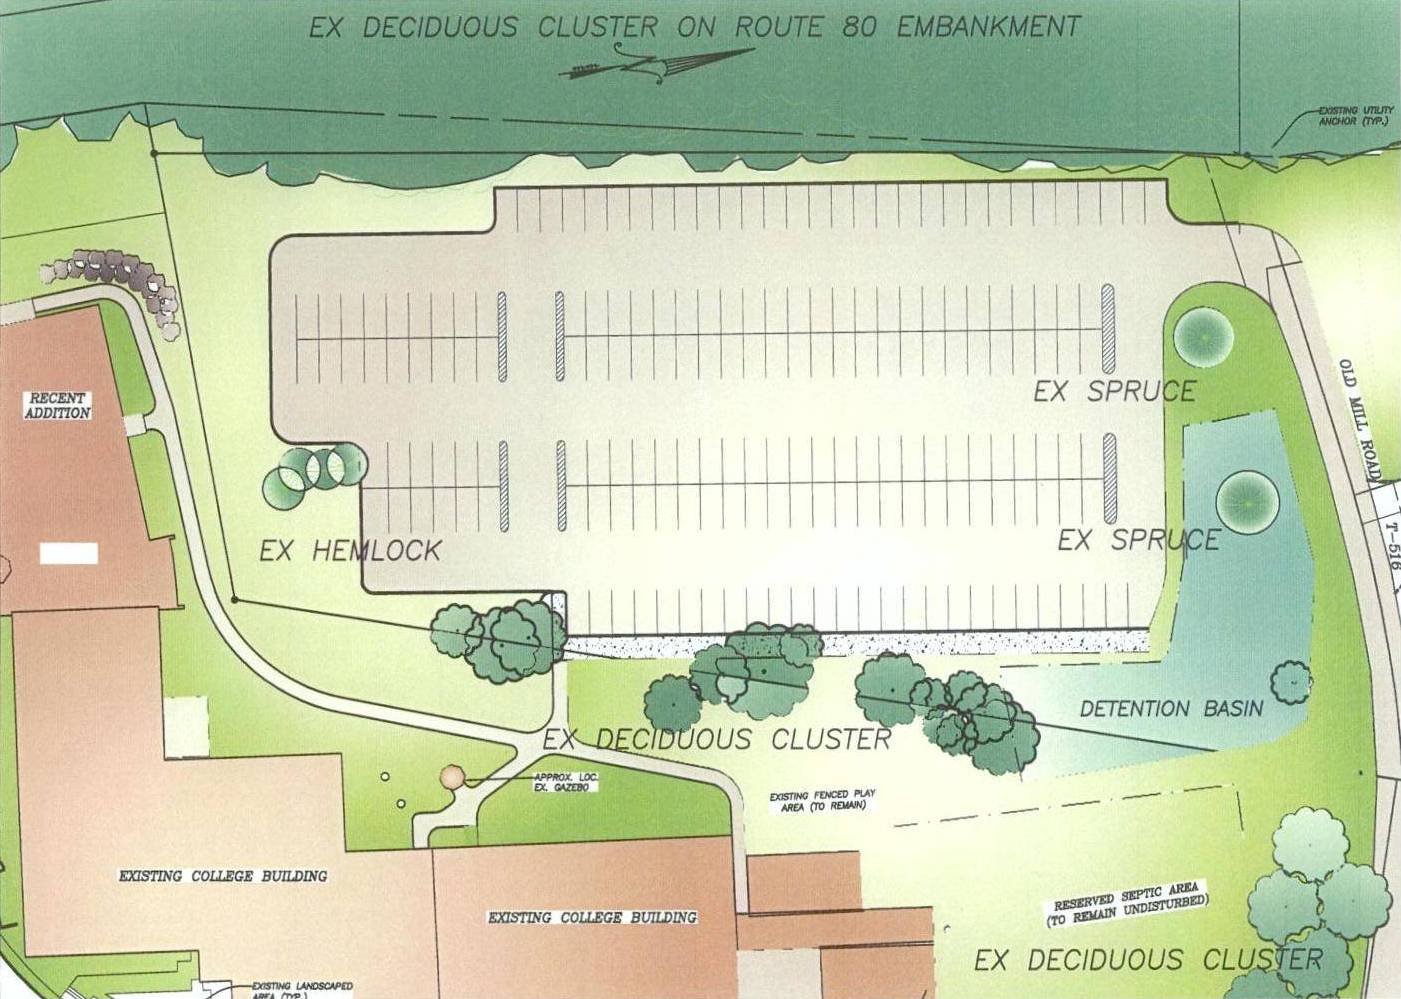 EX DECIDUOUS CLUSTER ON ROUTE 80 EMBANKMENT
EXISTING UTILITY
ANCHOR (TYP.)
RECENT
ADDITION
EX SPRUCE
OLD MILL ROAD
T-516
EX HEMLOCK
EX SPRUCE
DETENTION BASIN
EX DECIDUOUS CLUSTER
APPROX. LOC.
EX. GAZEBO
EXISTING FENCED PLAY
AREA (TO REMAIN)
EXISTING COLLEGE BUILDING
EXISTING COLLEGE BUILDING
RESERVED SEPTIC AREA
(TO REMAIN UNDISTURBED)
EX DECIDUOUS CLUSTER
EXISTING LANDSCAPED
AREA (TYP.)